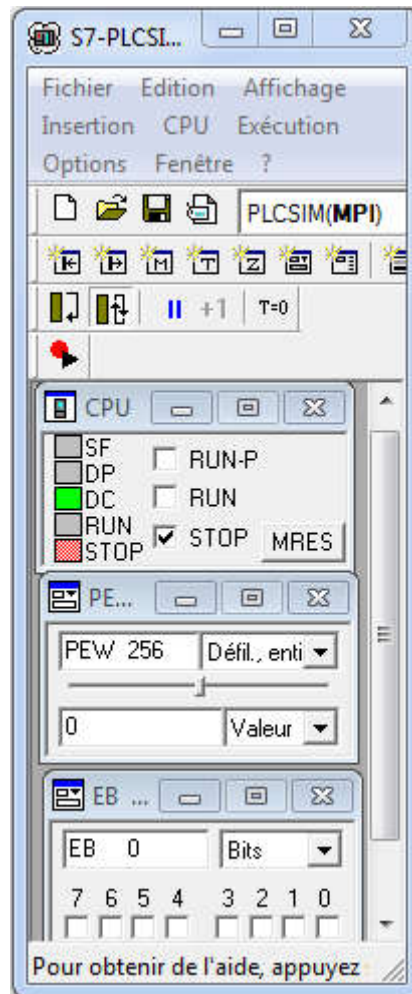 S7-PLCSI...
Fichier Edition Affichage
Insertion CPU Exécution
Options Fenêtre ?
PLCSIM(MPI)
M T Z
+1 T=0
CPU
SF
DP
DC
RUN
STOP
RUN-P
RUN
STOP MRES
PE...
PEW 256 Défil., enti
0 Valeur
EB ...
EB 0 Bits
7 6 5 4 3 2 1 0
Pour obtenir de l'aide, appuyez